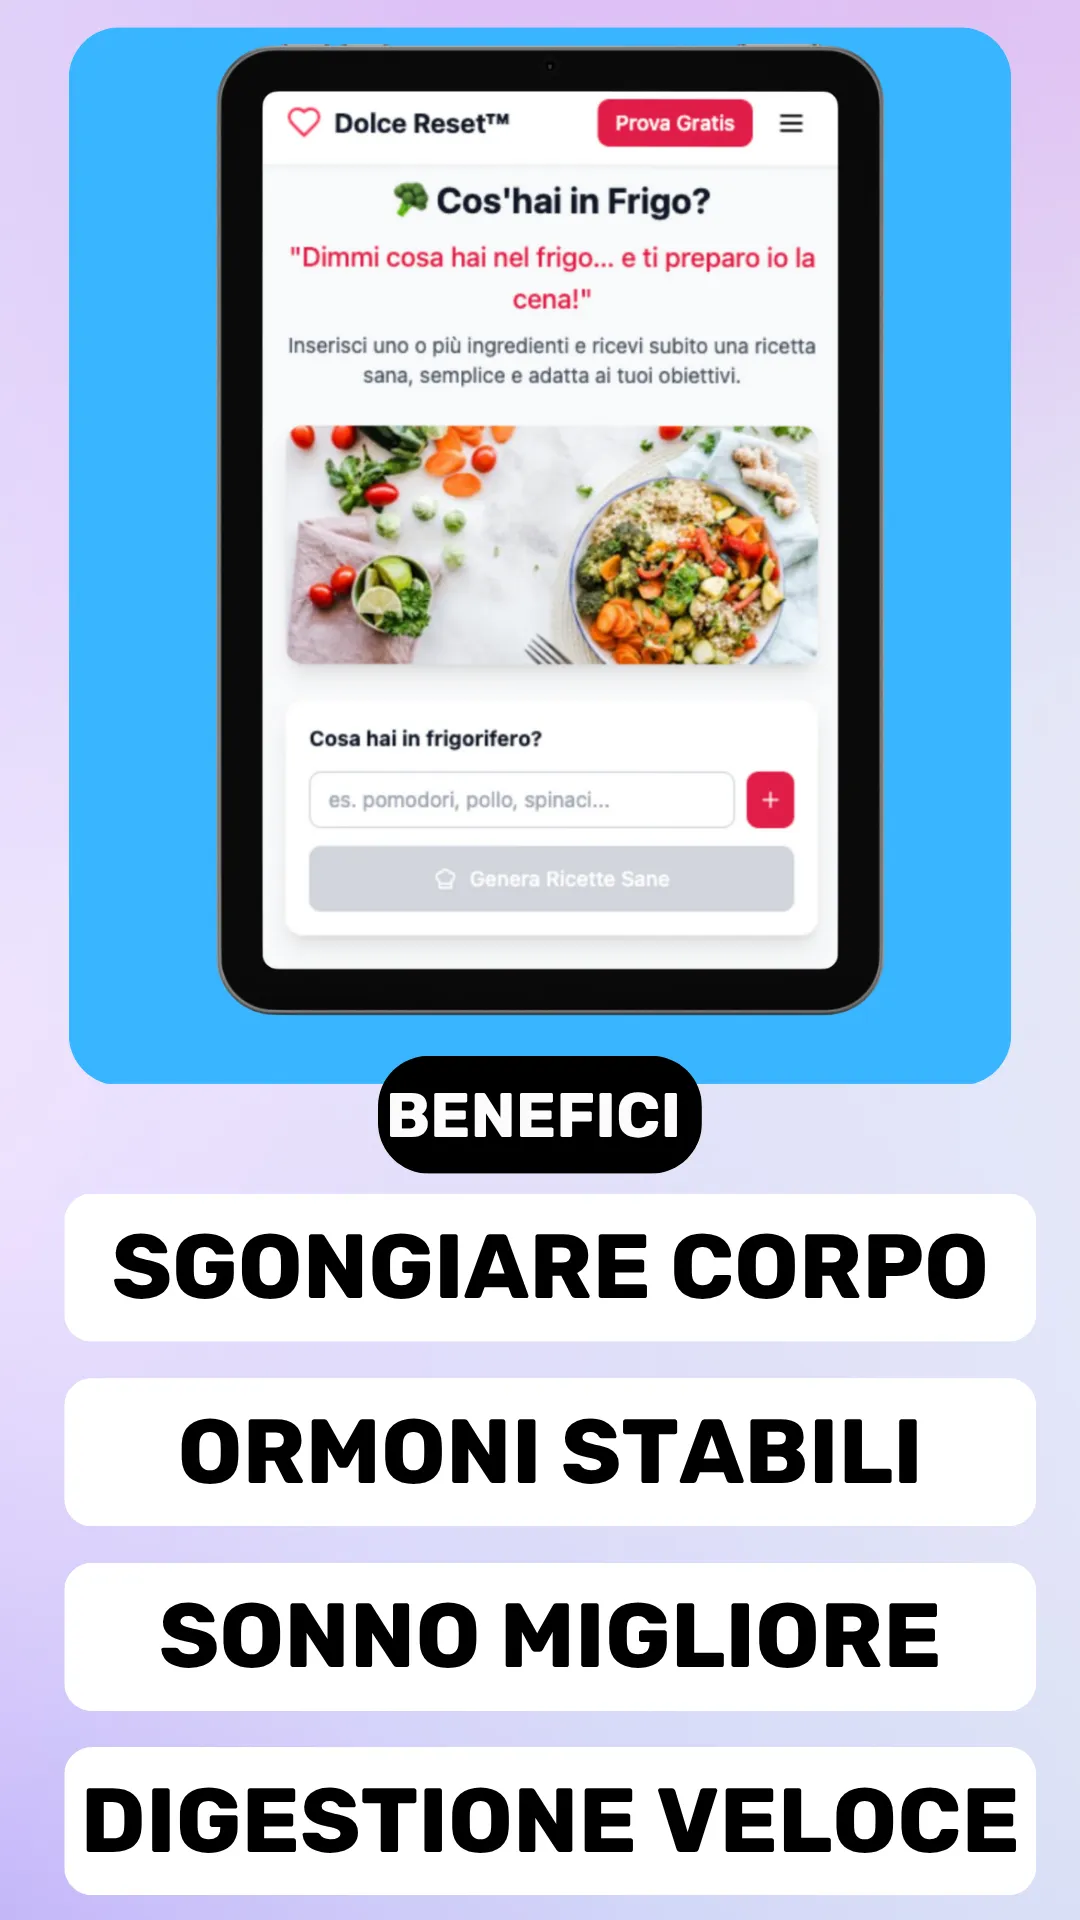 Dolce Reset™
Prova Gratis
Cos'hai in Frigo?
"Dimmi cosa hai nel frigo... e ti preparo io la
cena!"
Inserisci uno o più ingredienti e ricevi subito una ricetta
sana, semplice e adatta ai tuoi obiettivi.
Cosa hai in frigorifero?
es. pomodori, pollo, spinaci...
+
Genera Ricette Sane
BENEFICI
SGONGIARE CORPO
ORMONI STABILI
SONNO MIGLIORE
DIGESTIONE VELOCE